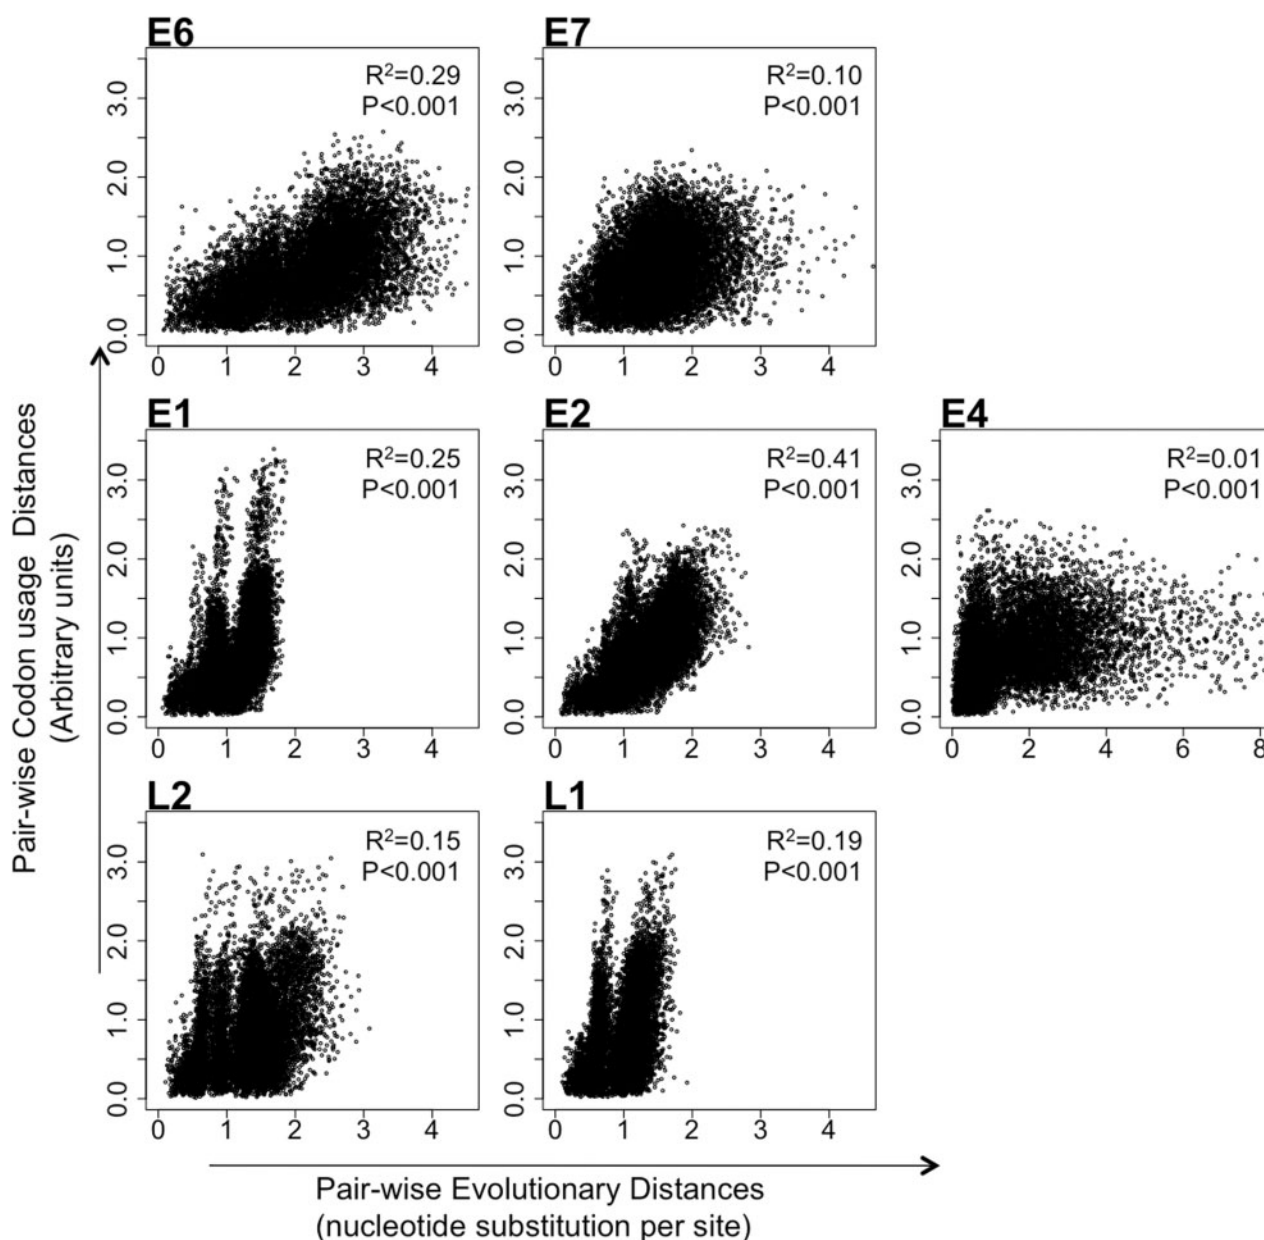 E6
R²=0.29
P<0.001
3.0
2.0
1.0
0.0
0 1 2 3 4
E7
R²=0.10
P<0.001
3.0
2.0
1.0
0.0
0 1 2 3 4
Pair-wise Codon usage Distances
(Arbitrary units)
E1
R²=0.25
P<0.001
3.0
2.0
1.0
0.0
0 1 2 3 4
E2
R²=0.41
P<0.001
3.0
2.0
1.0
0.0
0 1 2 3 4
E4
R²=0.01
P<0.001
3.0
2.0
1.0
0.0
0 2 4 6 8
L2
R²=0.15
P<0.001
3.0
2.0
1.0
0.0
0 1 2 3 4
L1
R²=0.19
P<0.001
3.0
2.0
1.0
0.0
0 1 2 3 4
Pair-wise Evolutionary Distances
(nucleotide substitution per site)